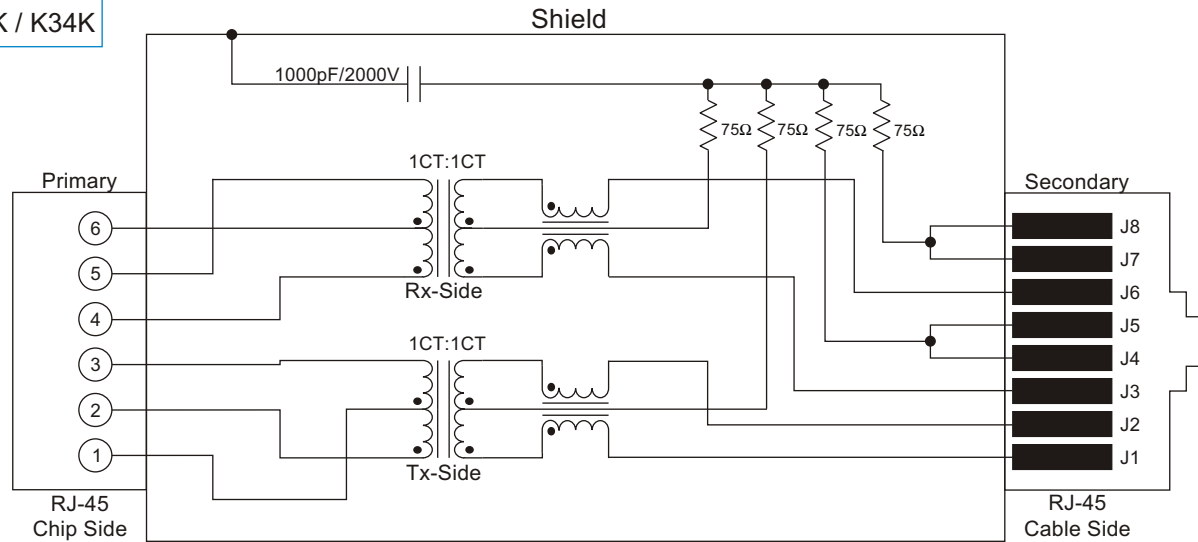 K / K34K
Shield
1000pF/2000V
75Ω 75Ω 75Ω 75Ω
1CT:1CT
Primary
Secondary
6
5
4
3
2
1
Rx-Side
1CT:1CT
Tx-Side
J8
J7
J6
J5
J4
J3
J2
J1
RJ-45
Chip Side
RJ-45
Cable Side